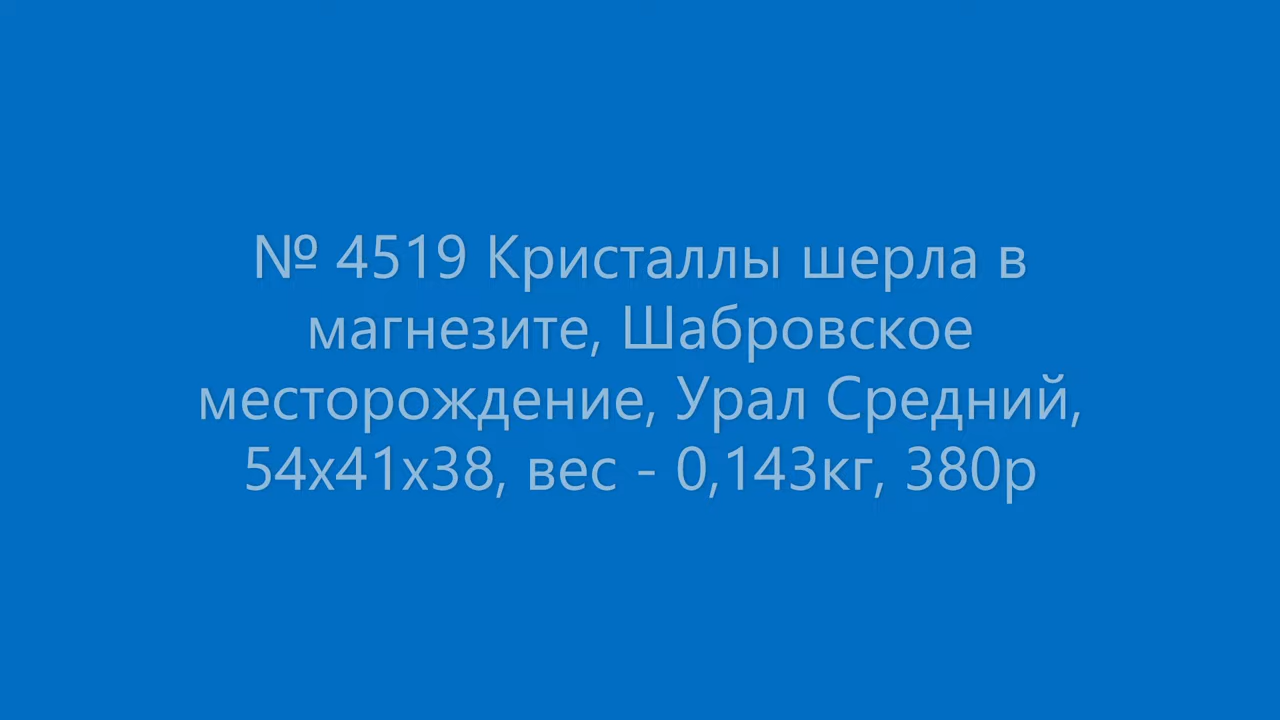 № 4519 Кристаллы шерла в
магнезите, Шабровское
месторождение, Урал Средний,
54х41х38, вес - 0,143кг, 380р